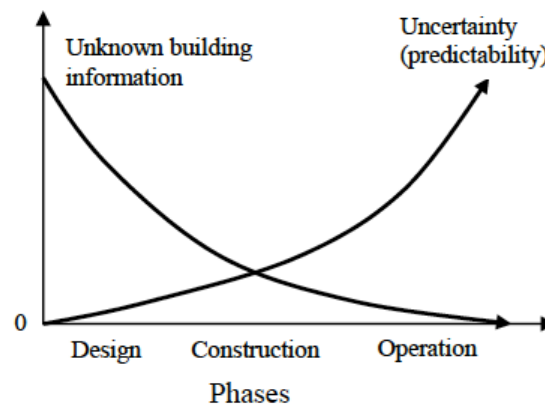 Unknown building
information
Uncertainty
(predictability)
0
Design Construction Operation
Phases